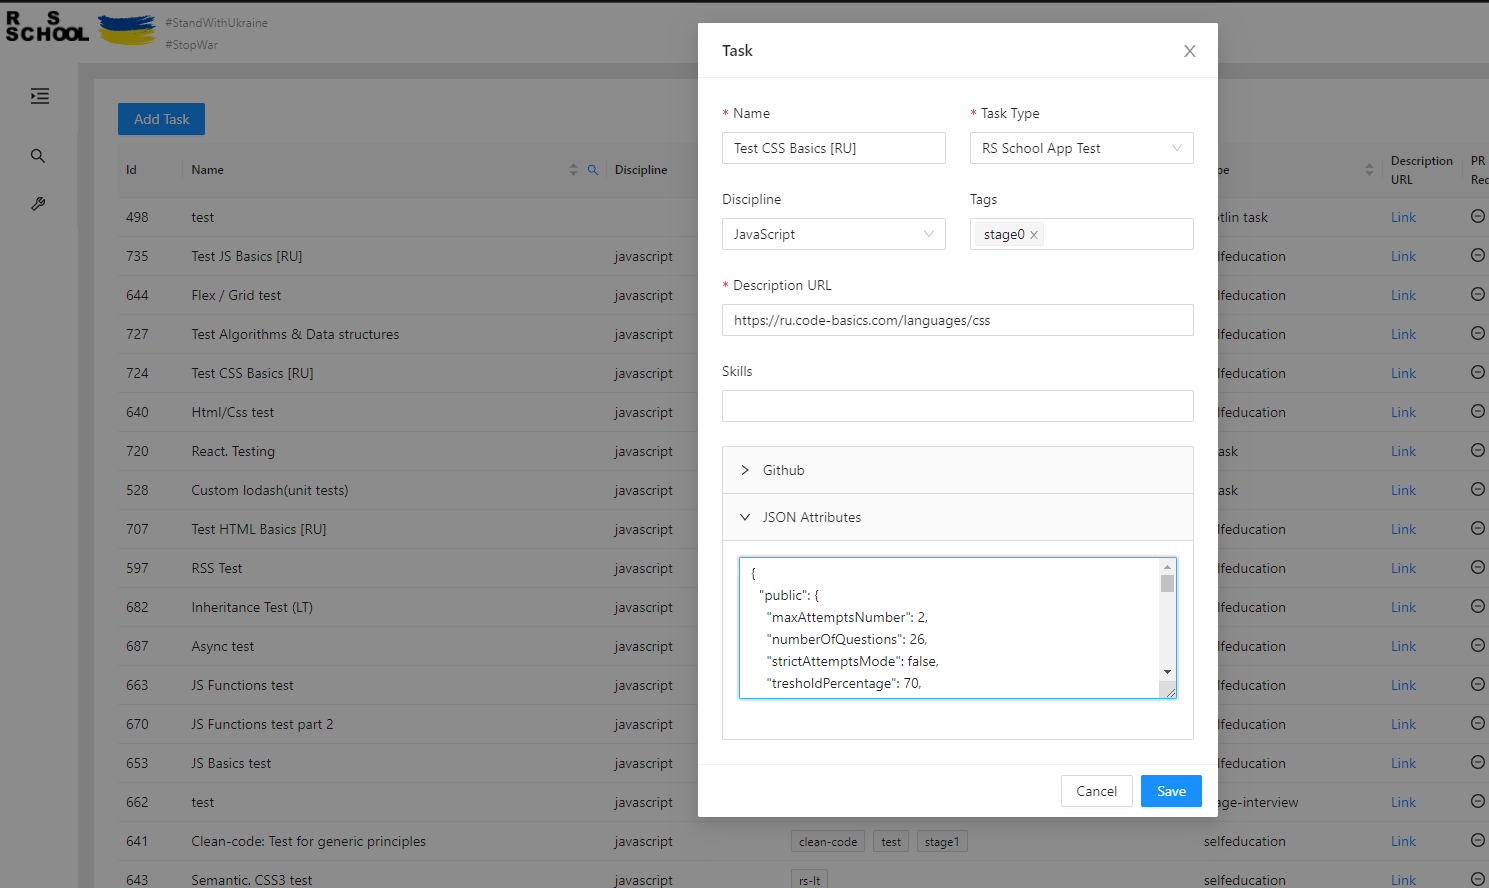 RS SCHOOL
#StandWithUkraine
#StopWar
Add Task
Id Name Discipline
498 test
735 Test JS Basics [RU] javascript
644 Flex / Grid test javascript
727 Test Algorithms & Data structures javascript
724 Test CSS Basics [RU] javascript
640 Html/Css test javascript
720 React. Testing javascript
528 Custom lodash(unit tests) javascript
707 Test HTML Basics [RU] javascript
597 RSS Test javascript
682 Inheritance Test (LT) javascript
687 Async test javascript
663 JS Functions test javascript
670 JS Functions test part 2 javascript
653 JS Basics test javascript
662 test javascript
641 Clean-code: Test for generic principles javascript clean-code test stage1 selfeducation Link
643 Semantic. CSS3 test javascript rs-lt selfeducation Link
Task
* Name
Test CSS Basics [RU]
* Task Type
RS School App Test
Discipline
JavaScript
Tags
stage0
* Description URL
https://ru.code-basics.com/languages/css
Skills
Github
JSON Attributes
{
"public": {
"maxAttemptsNumber": 2,
"numberOfQuestions": 26,
"strictAttemptsMode": false,
"tresholdPercentage": 70,
Cancel Save
pe Description URL PR Rec
tlin task Link
lfeducation Link
lfeducation Link
lfeducation Link
lfeducation Link
lfeducation Link
ask Link
ask Link
lfeducation Link
lfeducation Link
lfeducation Link
lfeducation Link
lfeducation Link
lfeducation Link
lfeducation Link
age-interview Link